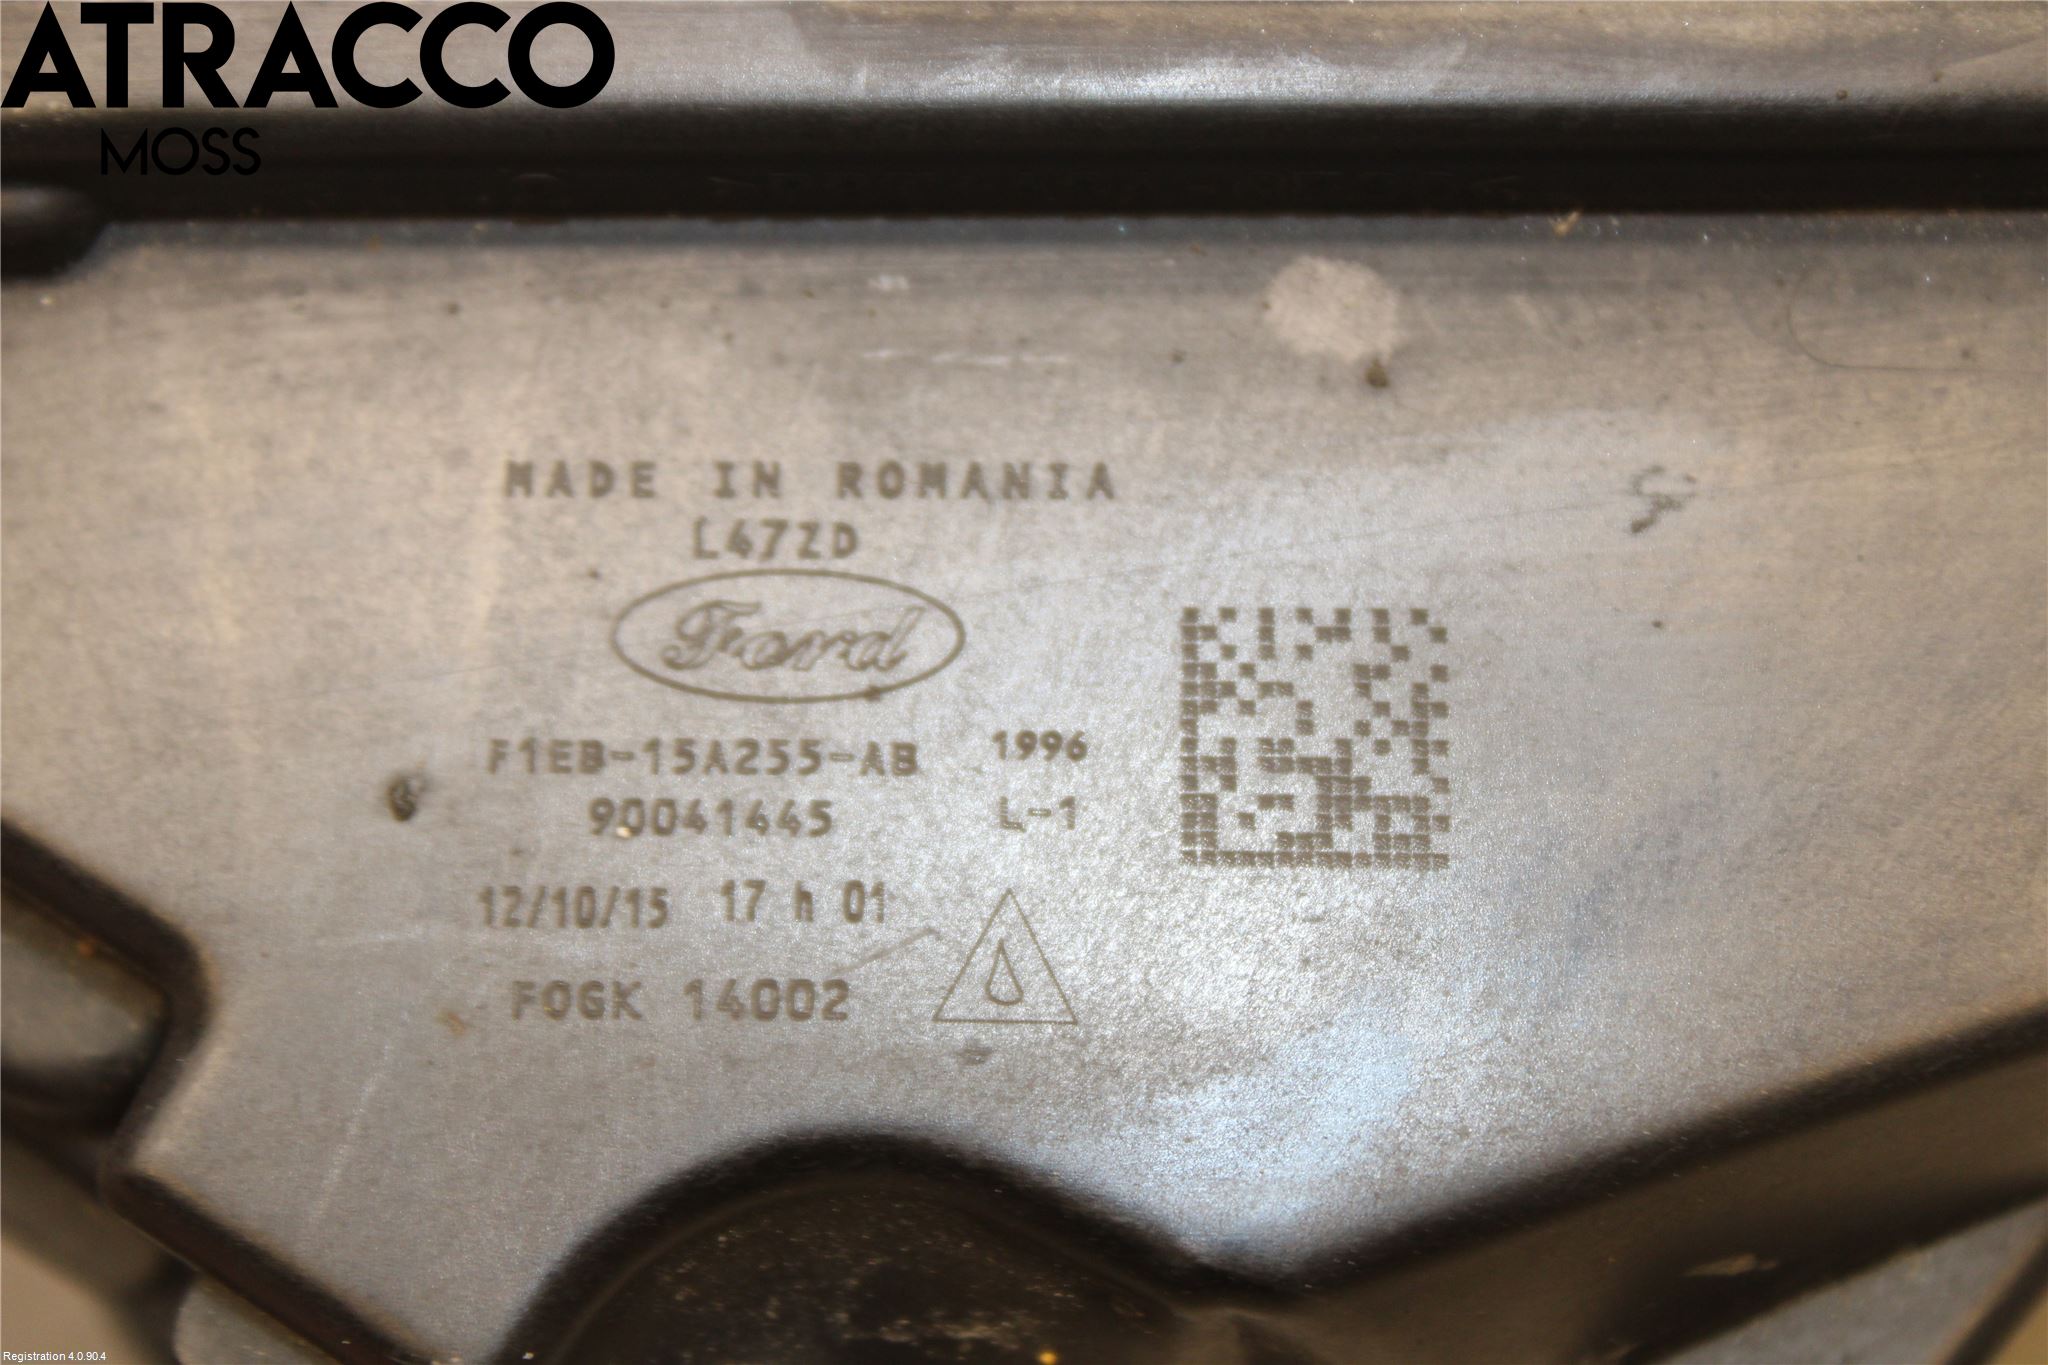 ATRACCO
MOSS
MADE IN ROMANIA
L47ZD
Ford
F1EB-15A255-AB 1996
90041445 L-1
12/10/15 17 h 01
FOGK 14002
Registration 4.0.90.4